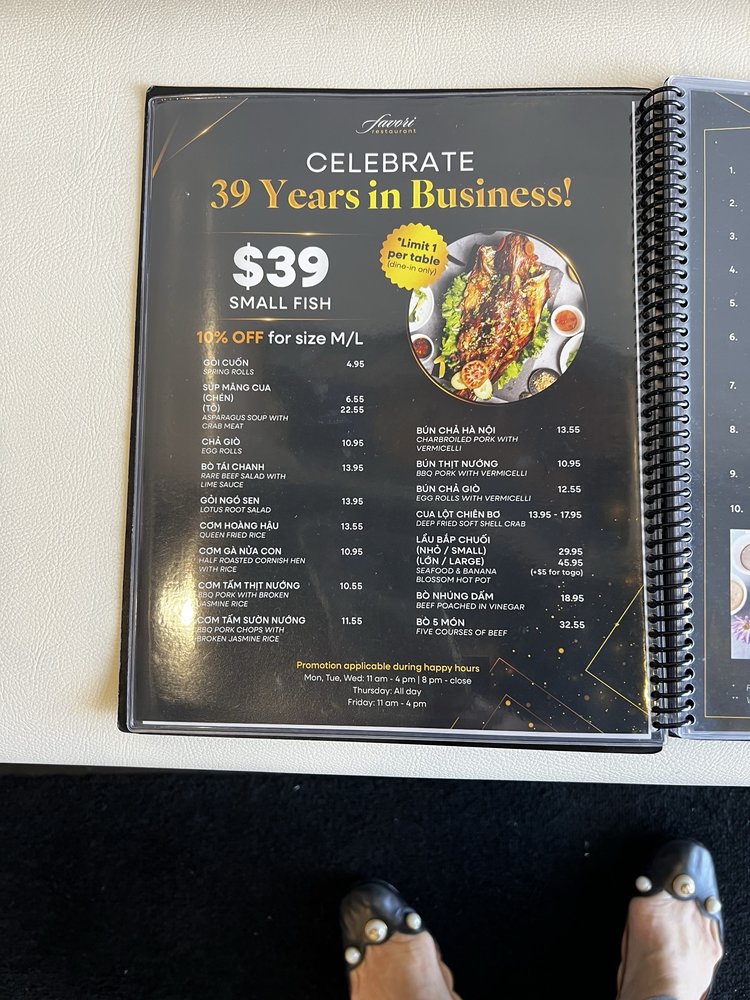 favori
restaurant
CELEBRATE
39 Years in Business!
$39
SMALL FISH
10% OFF for size M/L
*Limit 1
per table
(dine-in only)
GỎI CUỐN 4.95
SPRING ROLLS
SÚP MĂNG CUA
(CHÉN) 6.55
(TÔ) 22.55
ASPARAGUS SOUP WITH
CRAB MEAT
CHẢ GIÒ 10.95
EGG ROLLS
BÒ TÁI CHANH 13.95
RARE BEEF SALAD WITH
LIME SAUCE
GỎI NGÓ SEN 13.95
LOTUS ROOT SALAD
CƠM HOÀNG HẬU 13.55
QUEEN FRIED RICE
CƠM GÀ NỬA CON 10.95
HALF ROASTED CORNISH HEN
WITH RICE
CƠM TẤM THỊT NƯỚNG 10.55
BBQ PORK WITH BROKEN
JASMINE RICE
CƠM TẤM SƯỜN NƯỚNG 11.55
BBQ PORK CHOPS WITH
BROKEN JASMINE RICE
BÚN CHẢ HÀ NỘI 13.55
CHARBROILED PORK WITH
VERMICELLI
BÚN THỊT NƯỚNG 10.95
BBQ PORK WITH VERMICELLI
BÚN CHẢ GIÒ 12.55
EGG ROLLS WITH VERMICELLI
CUA LỘT CHIÊN BƠ 13.95 - 17.95
DEEP FRIED SOFT SHELL CRAB
LẨU BẮP CHUỐI
(NHỎ / SMALL) 29.95
(LỚN / LARGE) 45.95
SEAFOOD & BANANA (+$5 for togo)
BLOSSOM HOT POT
BÒ NHÚNG DẤM 18.95
BEEF POACHED IN VINEGAR
BÒ 5 MÓN 32.55
FIVE COURSES OF BEEF
Promotion applicable during happy hours
Mon, Tue, Wed: 11 am - 4 pm | 8 pm - close
Thursday: All day
Friday: 11 am - 4 pm
1.
2.
3.
4.
5.
6.
7.
8.
9.
10.